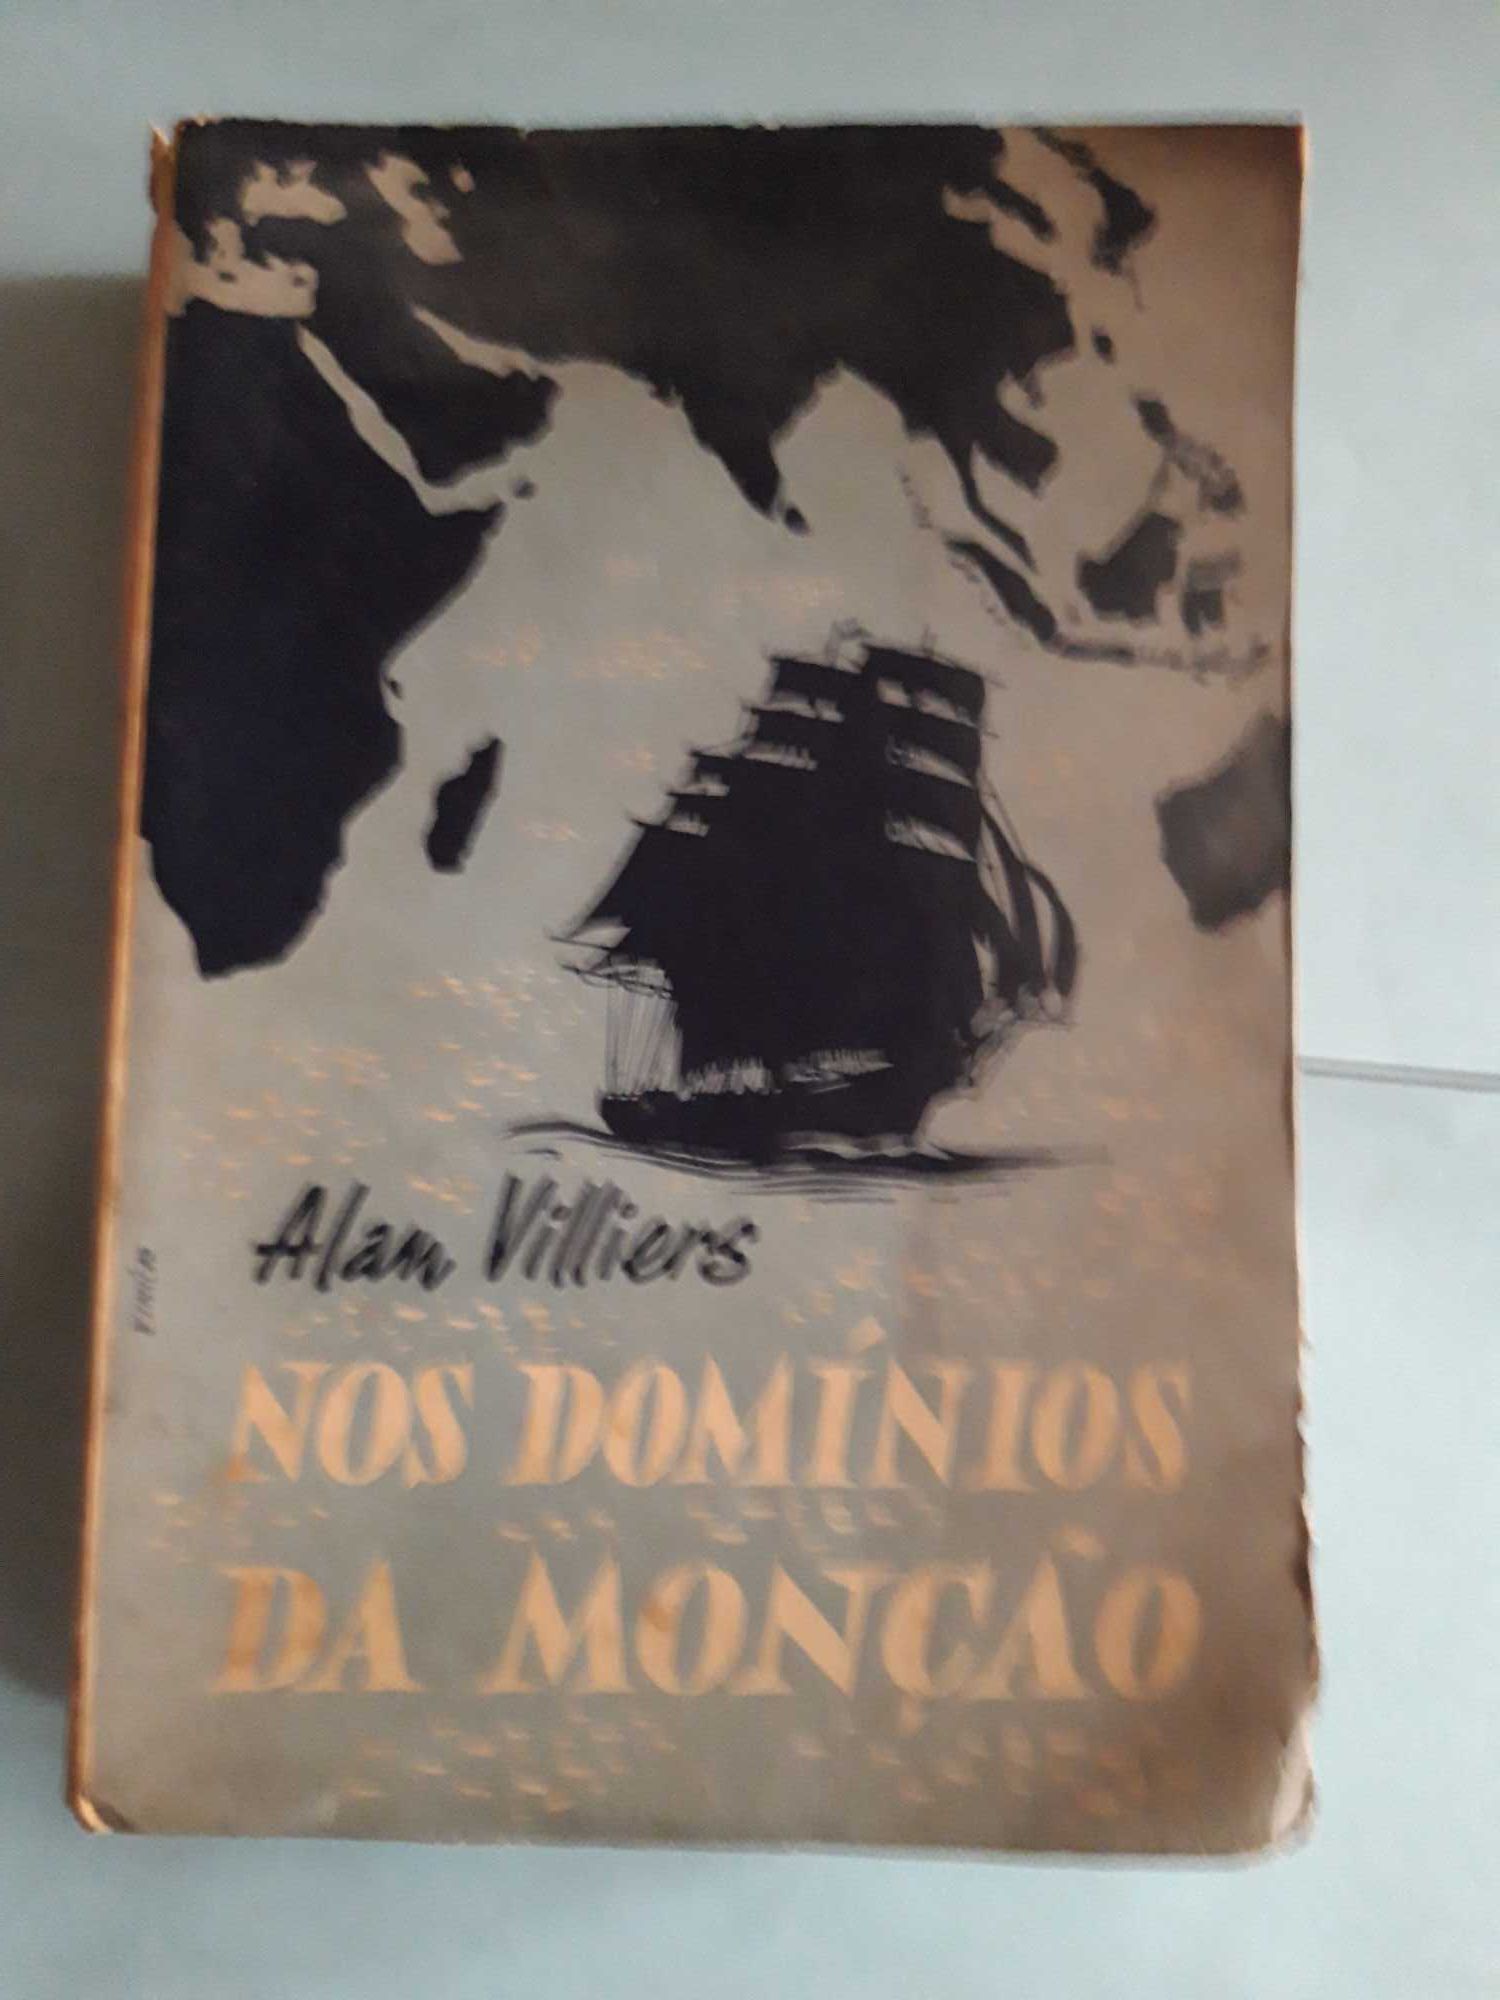 Alan Villiers
NOS DOMÍNIOS
DA MONÇÃO